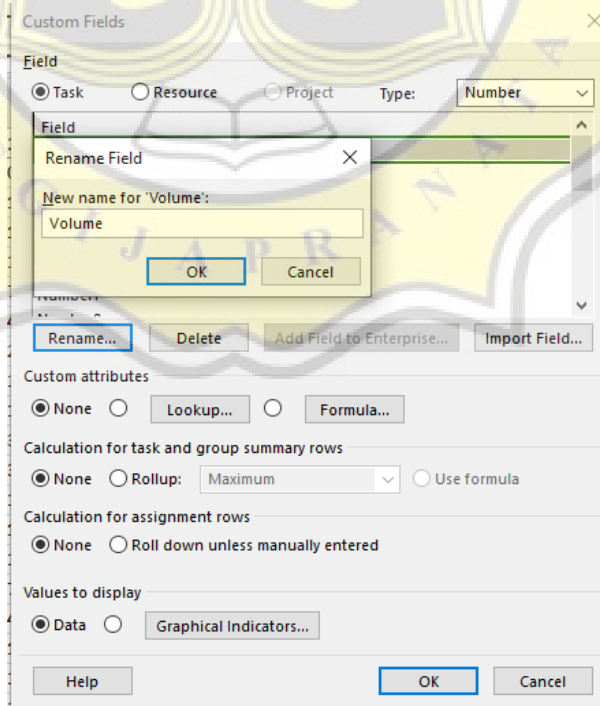 Custom Fields
Field
Task Resource Project Type: Number
Field
Rename Field
New name for 'Volume':
Volume
OK Cancel
Rename... Delete Add Field to Enterprise... Import Field...
Custom attributes
None Lookup... Formula...
Calculation for task and group summary rows
None Rollup: Maximum Use formula
Calculation for assignment rows
None Roll down unless manually entered
Values to display
Data Graphical Indicators...
Help OK Cancel